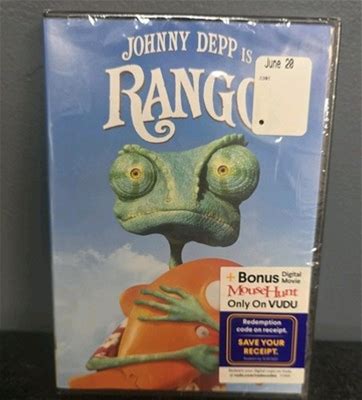 JOHNNY DEPP IS
June 20
RANGO
+ Bonus Digital Movie
MouseHunt
Only On VUDU
Redemption
code on receipt.
SAVE YOUR
RECEIPT.